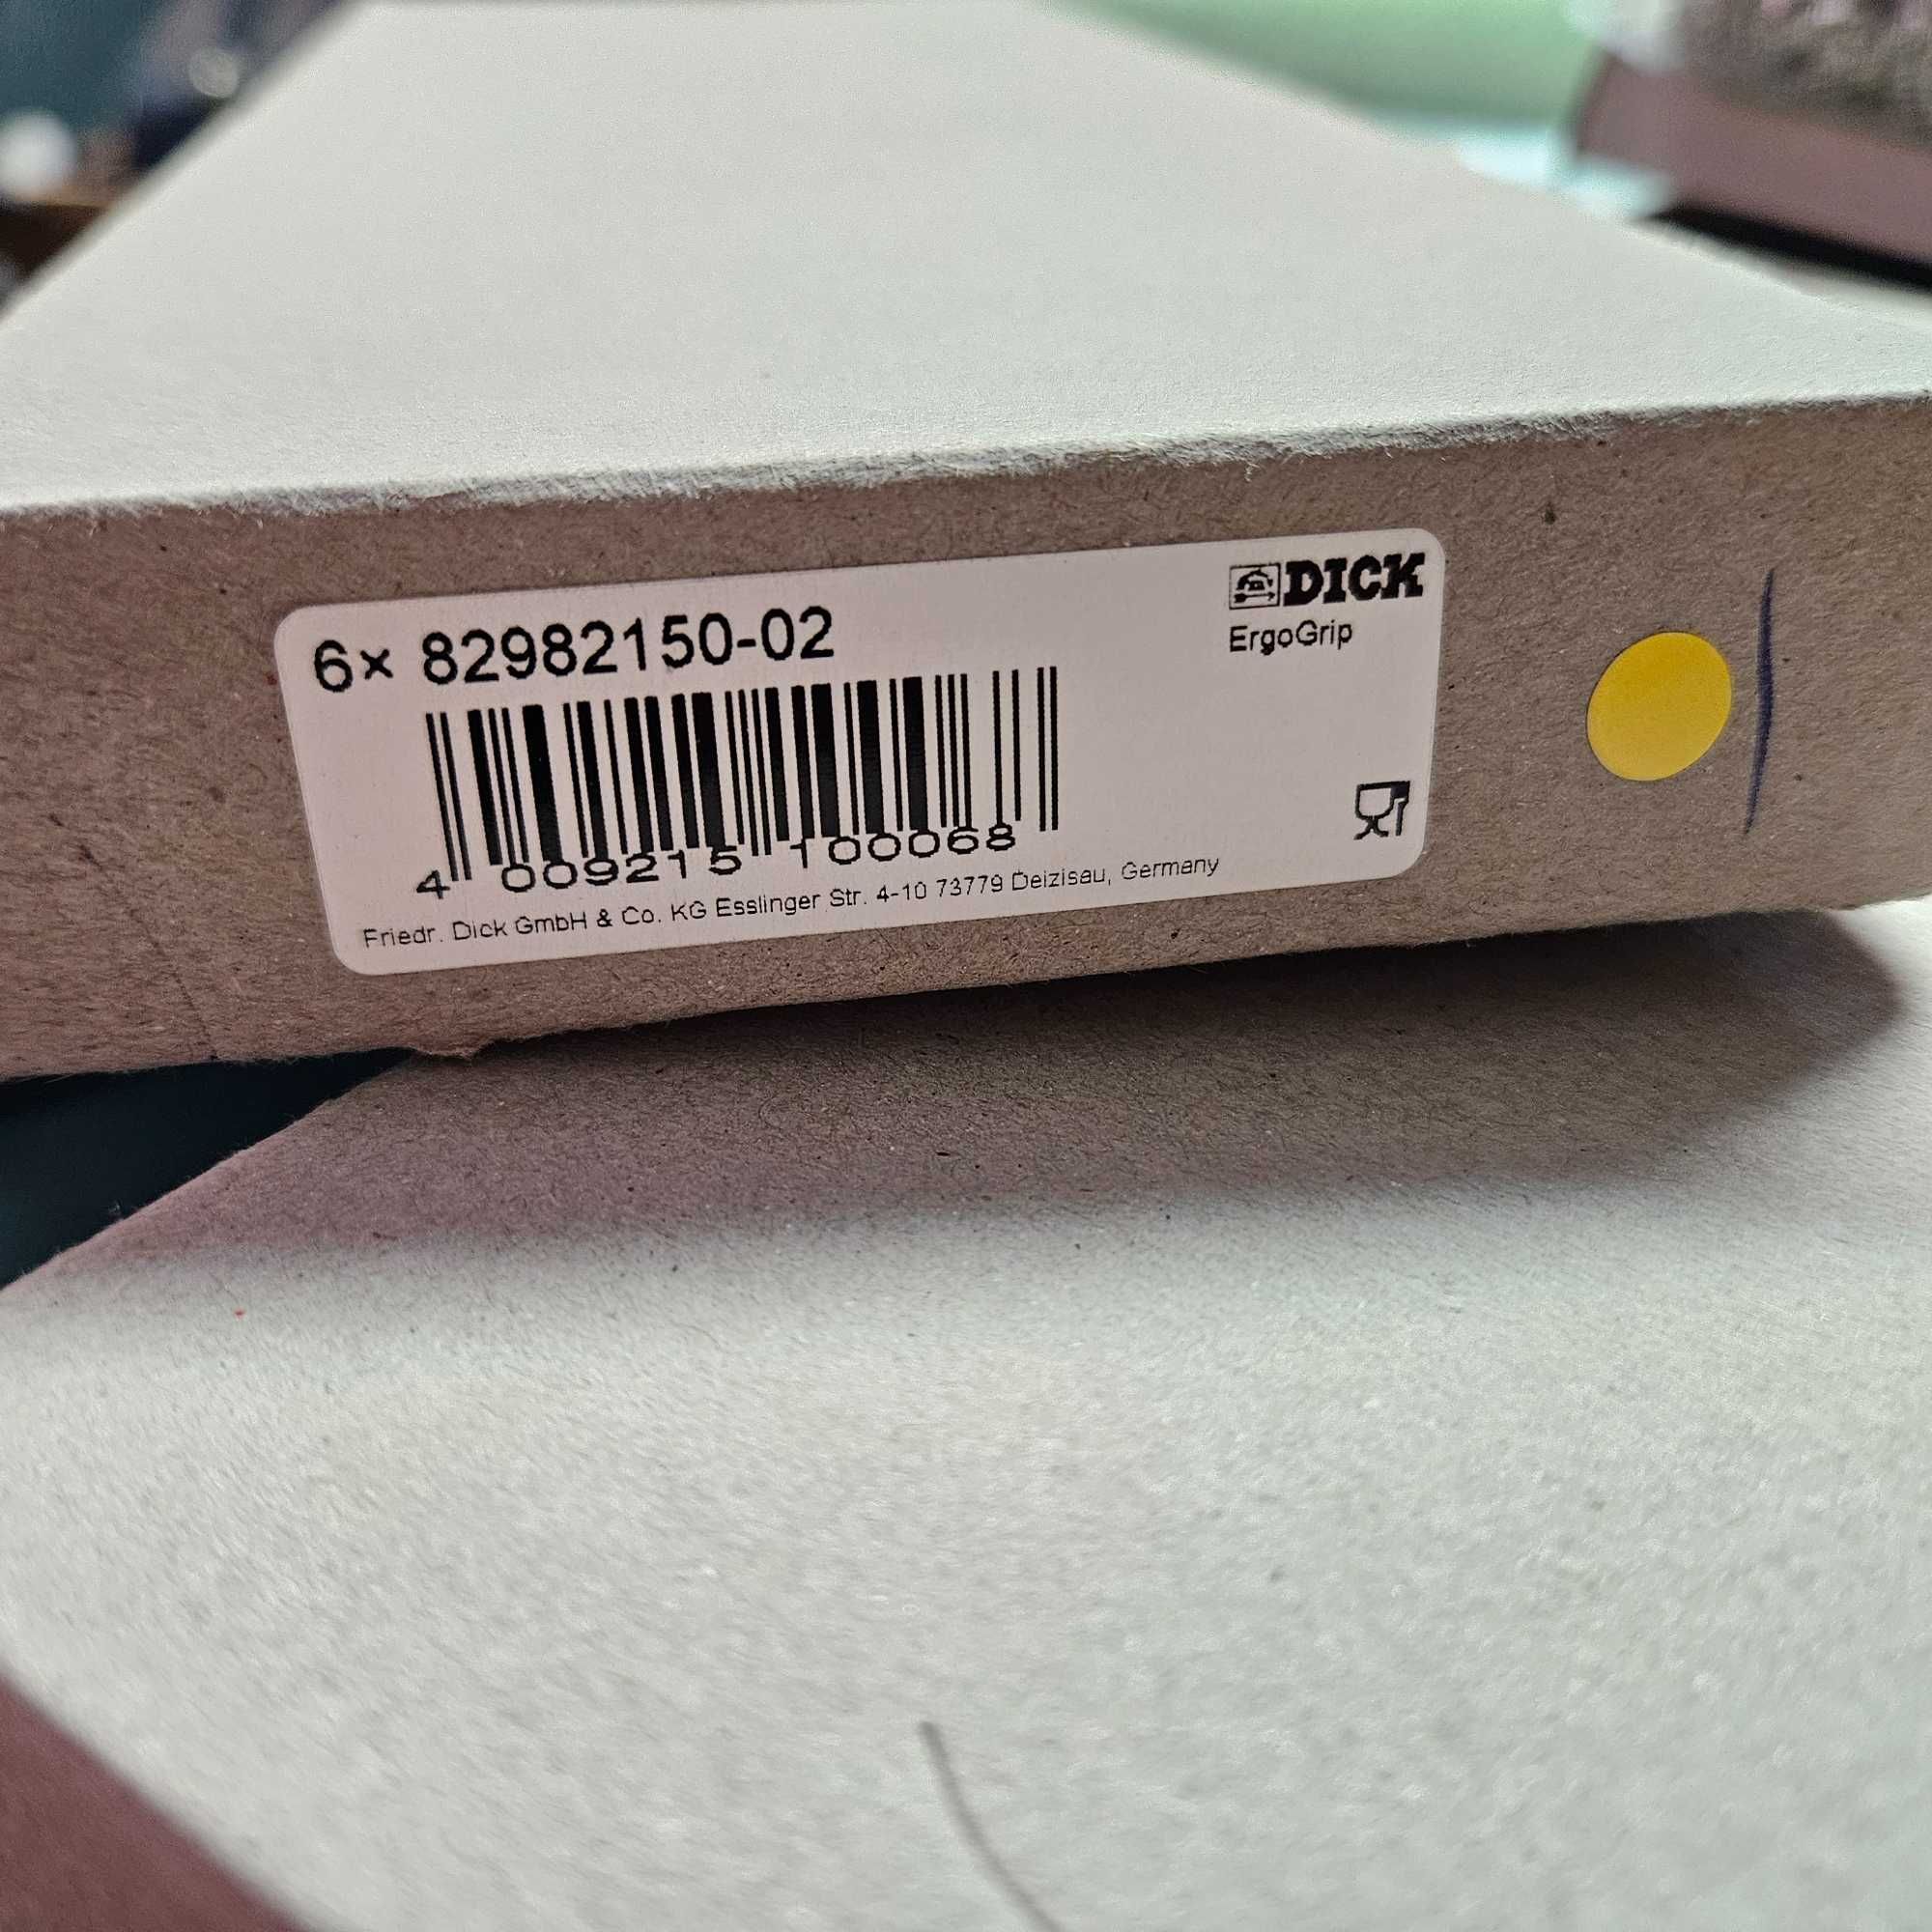 6× 82982150-02
DICK
ErgoGrip
4 009215 100068
Friedr. Dick GmbH & Co. KG Esslinger Str. 4-10 73779 Deizisau, Germany